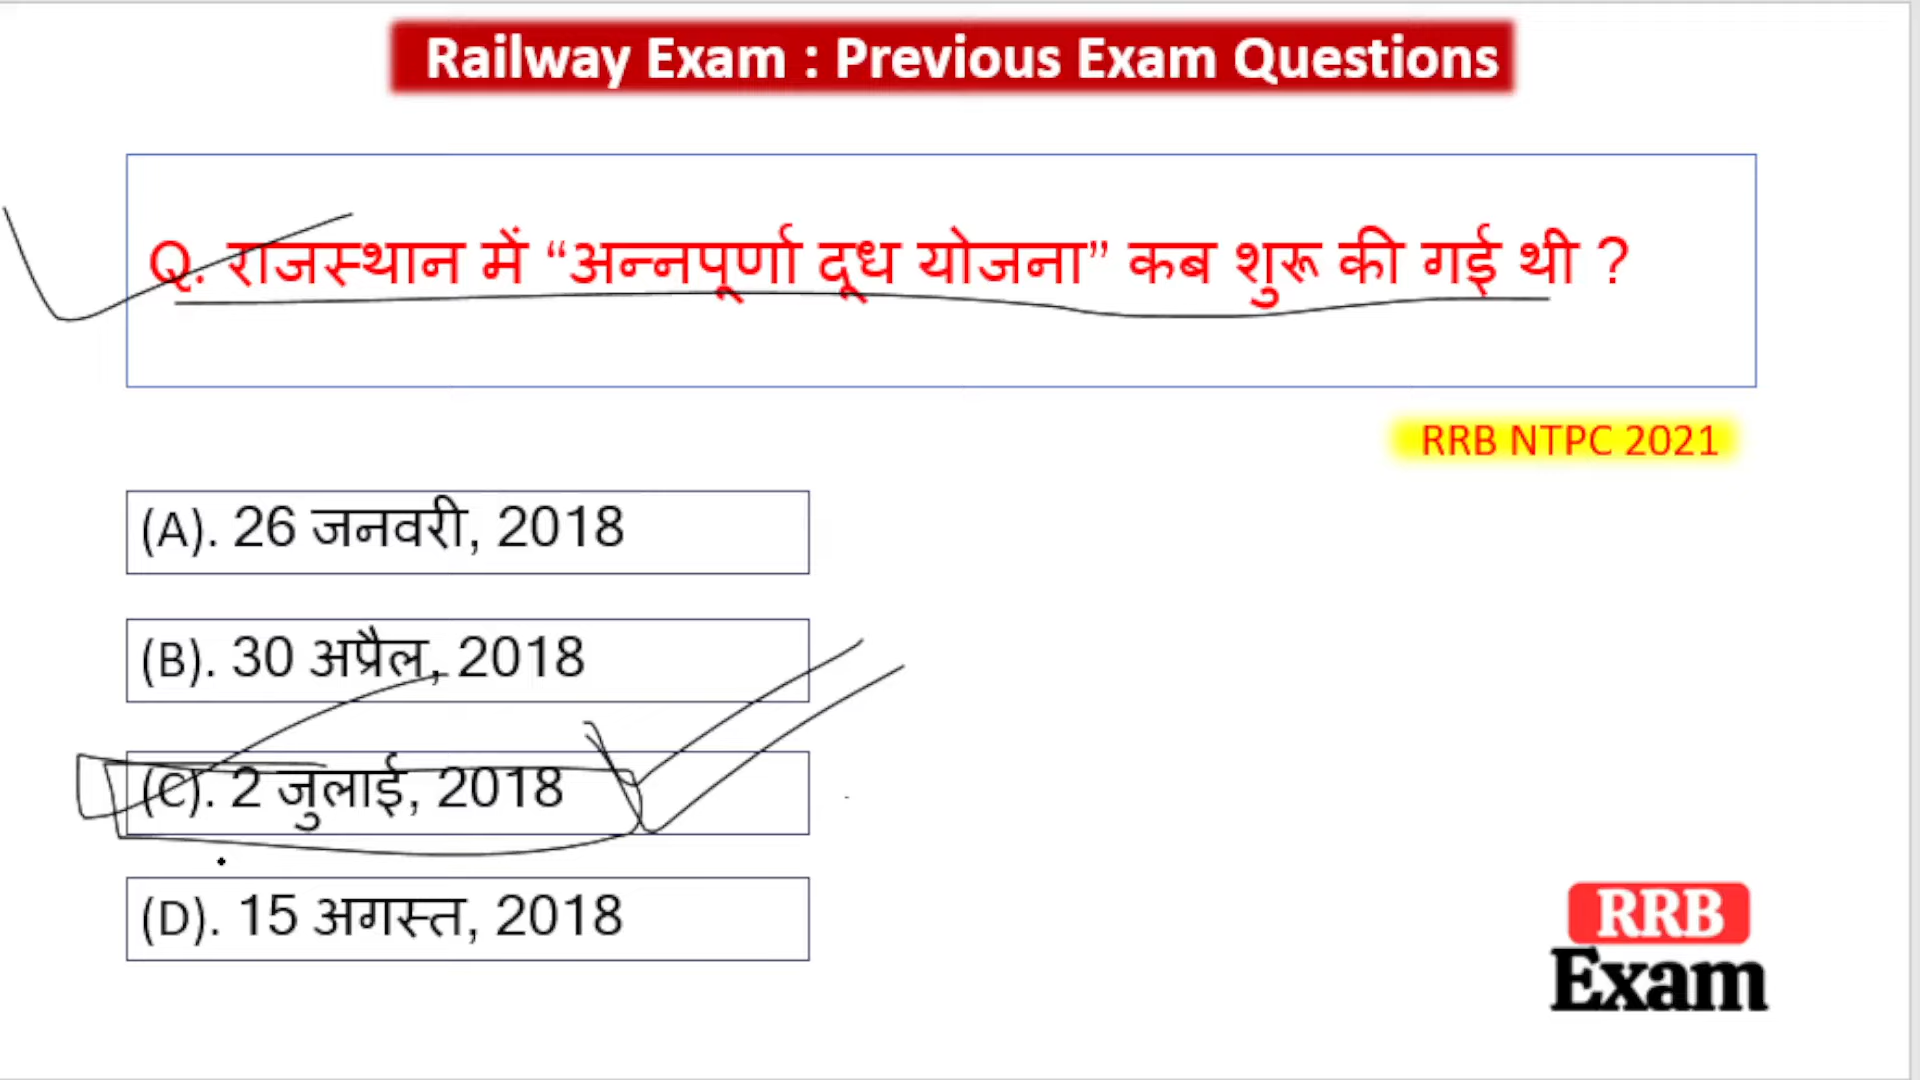 Railway Exam : Previous Exam Questions
Q. राजस्थान में “अन्नपूर्णा दूध योजना” कब शुरू की गई थी ?
RRB NTPC 2021
(A). 26 जनवरी, 2018
(B). 30 अप्रैल, 2018
(C). 2 जुलाई, 2018
(D). 15 अगस्त, 2018
RRB
Exam